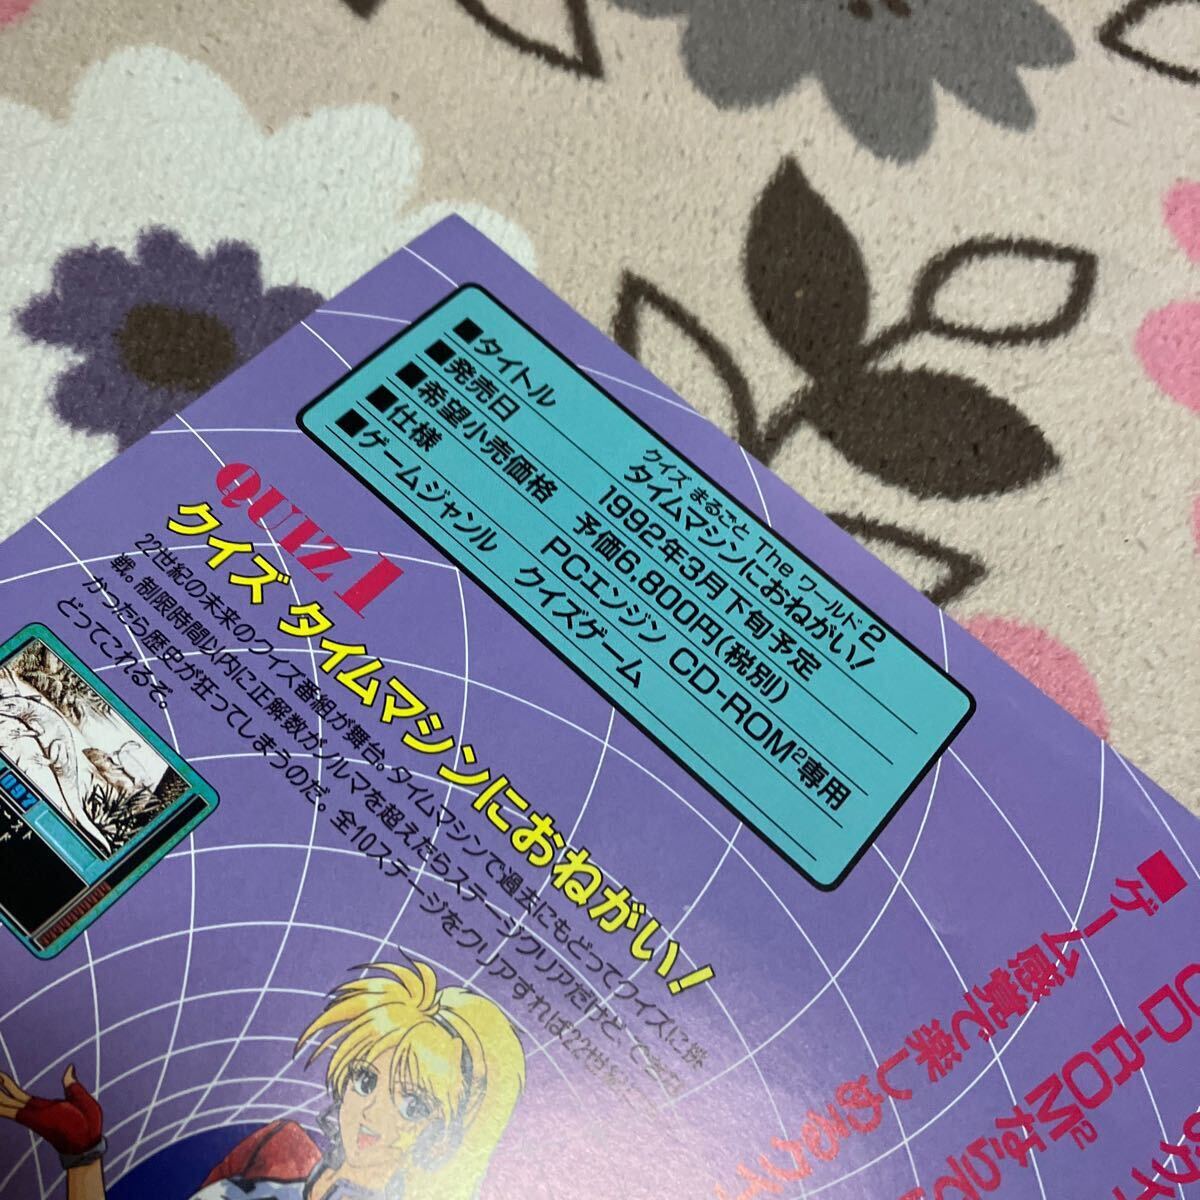 ■タイトル クイズ まるごと The ワールド2
タイムマシンにおねがい!
■発売日 1992年3月下旬予定
■希望小売価格 予価6,800円(税別)
■仕様 PCエンジン CD-ROM²専用
■ゲームジャンル クイズゲーム
QUIZ 1
クイズ タイムマシンにおねがい!
22世紀の未来のクイズ番組が舞台。タイムマシンで過去にもどってクイズに挑
戦。制限時間以内に正解数がノルマを超えたらステージクリアだけど、できな
かったら歴史が狂ってしまうのだ。全10ステージをクリアすれば22世紀に
どってこれるぞ。
■ゲーム感覚で楽しめる
CD-ROM²なら